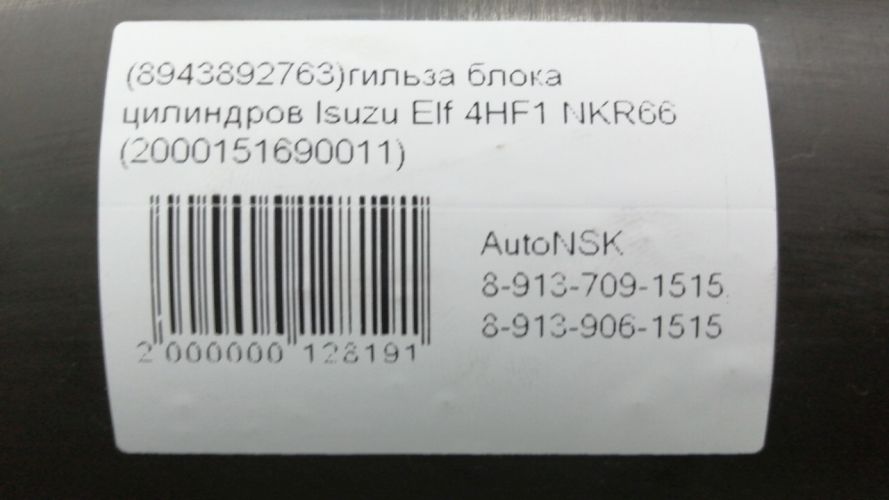 (8943892763)гильза блока
цилиндров Isuzu Elf 4HF1 NKR66
(2000151690011)
AutoNSK
8-913-709-1515
8-913-906-1515
2 000000 128191